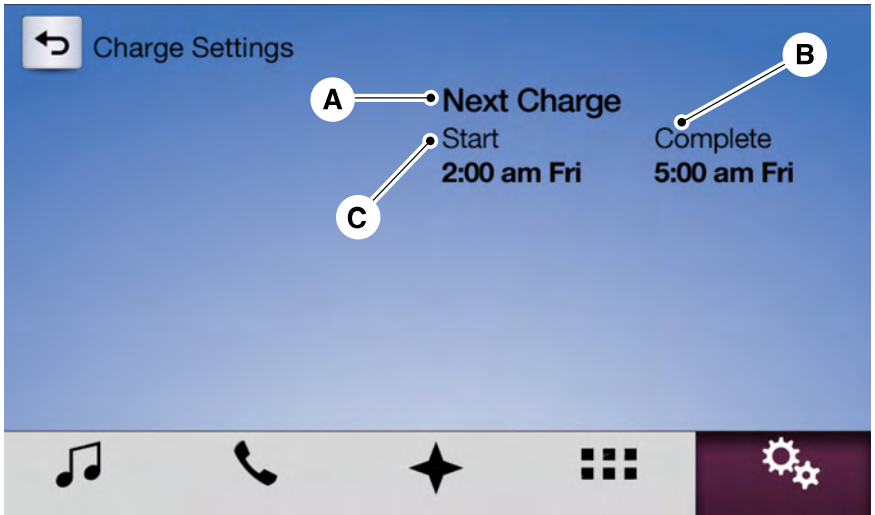 Charge Settings
B
A
Next Charge
Start Complete
2:00 am Fri 5:00 am Fri
C